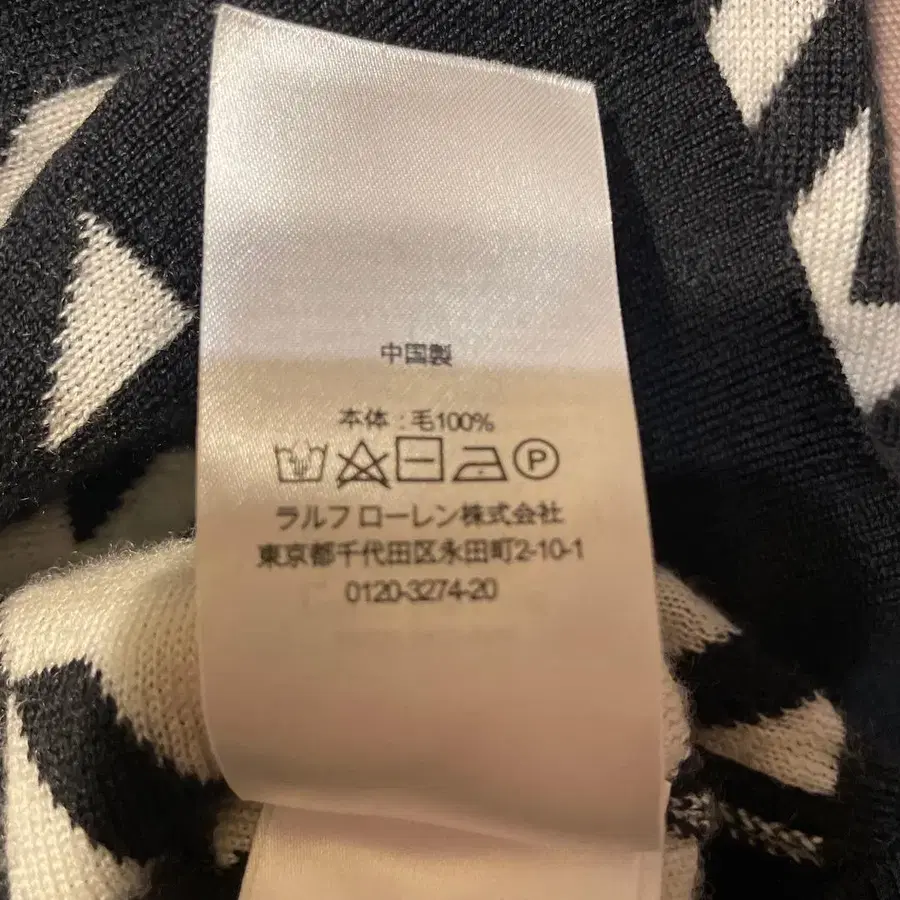 中国製
本体 : 毛100%
P
ラルフ ローレン株式会社
東京都千代田区永田町2-10-1
0120-3274-20